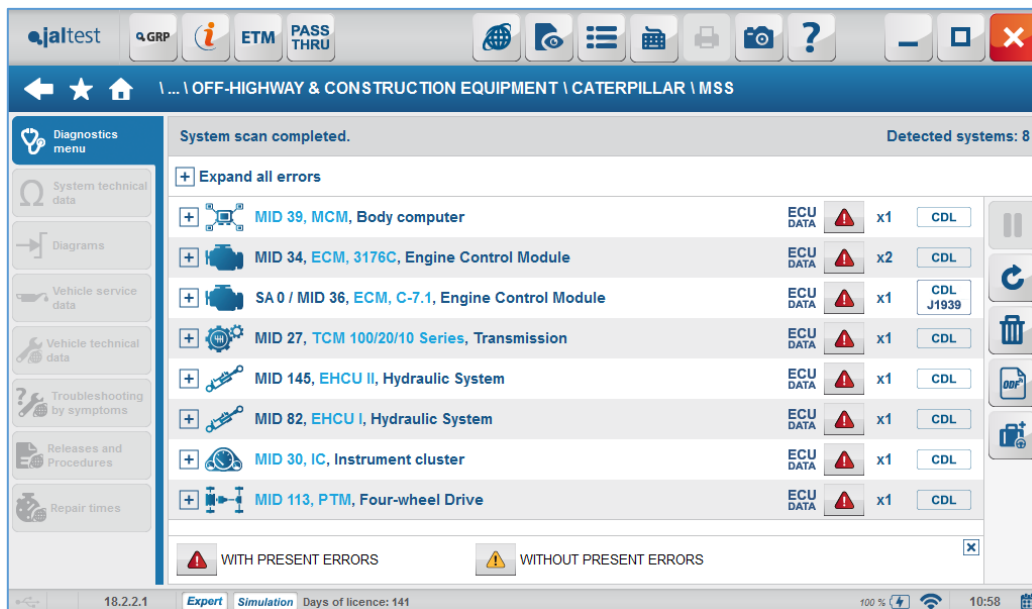 jaltest GRP i ETM PASS THRU ?
\ ... \ OFF-HIGHWAY & CONSTRUCTION EQUIPMENT \ CATERPILLAR \ MSS
Diagnostics menu
System technical data
Diagrams
Vehicle service data
Vehicle technical data
Troubleshooting by symptoms
Releases and Procedures
Repair times
System scan completed. Detected systems: 8
+ Expand all errors
+ MID 39, MCM, Body computer ECU DATA x1 CDL
+ MID 34, ECM, 3176C, Engine Control Module ECU DATA x2 CDL
+ SA 0 / MID 36, ECM, C-7.1, Engine Control Module ECU DATA x1 CDL J1939
+ MID 27, TCM 100/20/10 Series, Transmission ECU DATA x1 CDL
+ MID 145, EHCU II, Hydraulic System ECU DATA x1 CDL
+ MID 82, EHCU I, Hydraulic System ECU DATA x1 CDL
+ MID 30, IC, Instrument cluster ECU DATA x1 CDL
+ MID 113, PTM, Four-wheel Drive ECU DATA x1 CDL
ODF
WITH PRESENT ERRORS WITHOUT PRESENT ERRORS
18.2.2.1 Expert Simulation Days of licence: 141 100 % 10:58